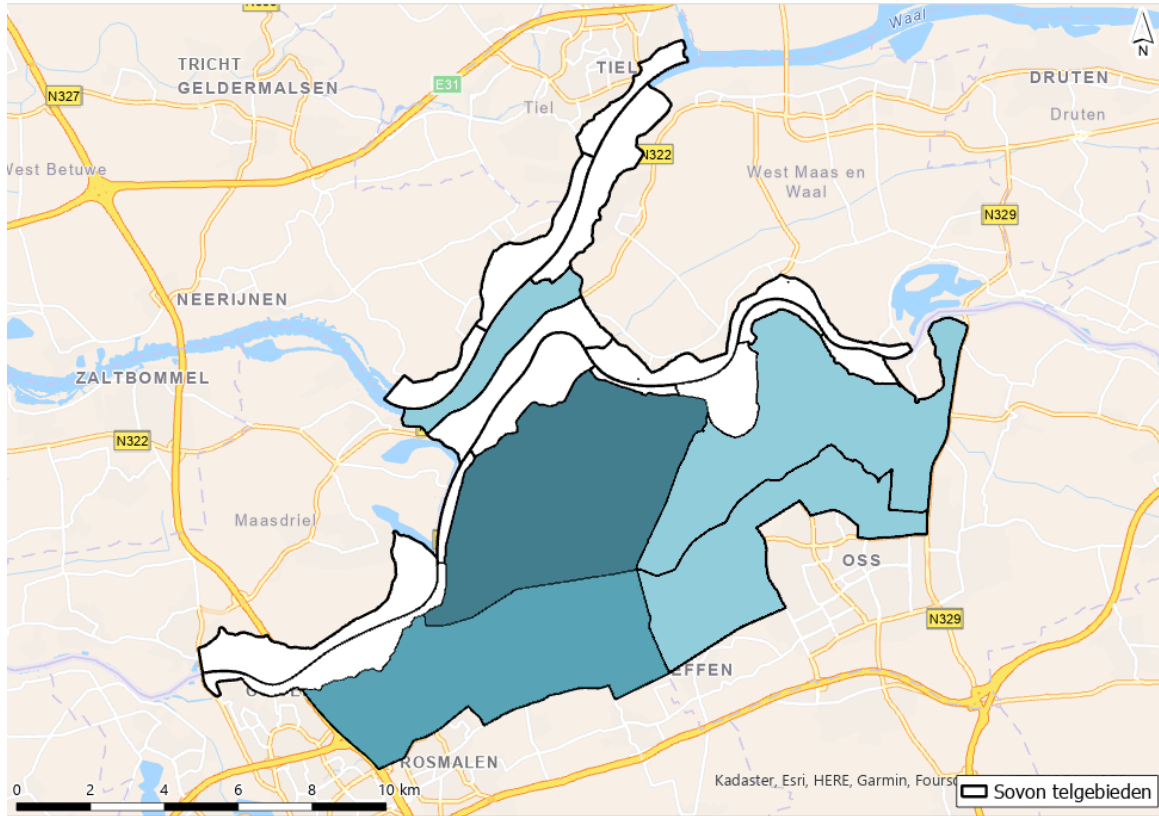 Waal
N
TRICHT
GELDERMALSEN
TIEL
DRUTEN
E31
N327
Tiel
Druten
N322
West Betuwe
West Maas en
Waal
N329
NEERIJNEN
ZALTBOMMEL
N322
Maasdriel
OSS
N329
EFFEN
ROSMALEN
Kadaster, Esri, HERE, Garmin, Fours
Sovon telgebieden
0 2 4 6 8 10 km